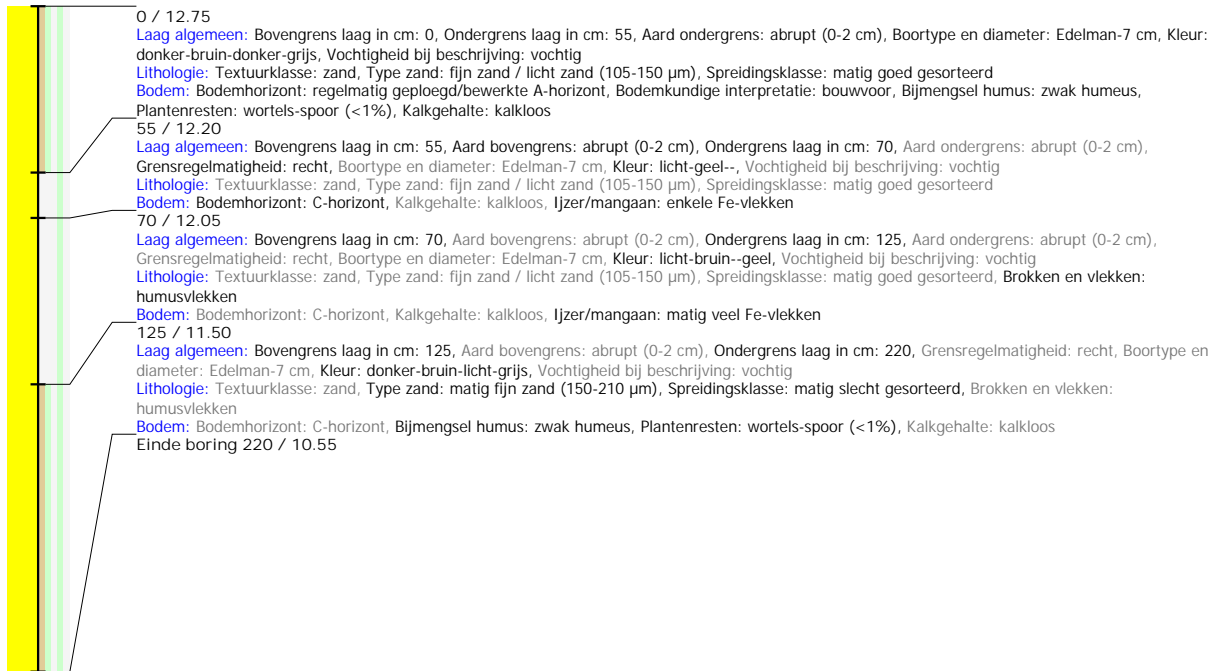 0 / 12.75
Laag algemeen: Bovengrens laag in cm: 0, Ondergrens laag in cm: 55, Aard ondergrens: abrupt (0-2 cm), Boortype en diameter: Edelman-7 cm, Kleur:
donker-bruin-donker-grijs, Vochtigheid bij beschrijving: vochtig
Lithologie: Textuurklasse: zand, Type zand: fijn zand / licht zand (105-150 µm), Spreidingsklasse: matig goed gesorteerd
Bodem: Bodemhorizont: regelmatig geploegd/bewerkte A-horizont, Bodemkundige interpretatie: bouwvoor, Bijmengsel humus: zwak humeus,
Plantenresten: wortels-spoor (<1%), Kalkgehalte: kalkloos
55 / 12.20
Laag algemeen: Bovengrens laag in cm: 55, Aard bovengrens: abrupt (0-2 cm), Ondergrens laag in cm: 70, Aard ondergrens: abrupt (0-2 cm),
Grensregelmatigheid: recht, Boortype en diameter: Edelman-7 cm, Kleur: licht-geel--, Vochtigheid bij beschrijving: vochtig
Lithologie: Textuurklasse: zand, Type zand: fijn zand / licht zand (105-150 µm), Spreidingsklasse: matig goed gesorteerd
Bodem: Bodemhorizont: C-horizont, Kalkgehalte: kalkloos, Ijzer/mangaan: enkele Fe-vlekken
70 / 12.05
Laag algemeen: Bovengrens laag in cm: 70, Aard bovengrens: abrupt (0-2 cm), Ondergrens laag in cm: 125, Aard ondergrens: abrupt (0-2 cm),
Grensregelmatigheid: recht, Boortype en diameter: Edelman-7 cm, Kleur: licht-bruin--geel, Vochtigheid bij beschrijving: vochtig
Lithologie: Textuurklasse: zand, Type zand: fijn zand / licht zand (105-150 µm), Spreidingsklasse: matig goed gesorteerd, Brokken en vlekken:
humusvlekken
Bodem: Bodemhorizont: C-horizont, Kalkgehalte: kalkloos, Ijzer/mangaan: matig veel Fe-vlekken
125 / 11.50
Laag algemeen: Bovengrens laag in cm: 125, Aard bovengrens: abrupt (0-2 cm), Ondergrens laag in cm: 220, Grensregelmatigheid: recht, Boortype en
diameter: Edelman-7 cm, Kleur: donker-bruin-licht-grijs, Vochtigheid bij beschrijving: vochtig
Lithologie: Textuurklasse: zand, Type zand: matig fijn zand (150-210 µm), Spreidingsklasse: matig slecht gesorteerd, Brokken en vlekken:
humusvlekken
Bodem: Bodemhorizont: C-horizont, Bijmengsel humus: zwak humeus, Plantenresten: wortels-spoor (<1%), Kalkgehalte: kalkloos
Einde boring 220 / 10.55